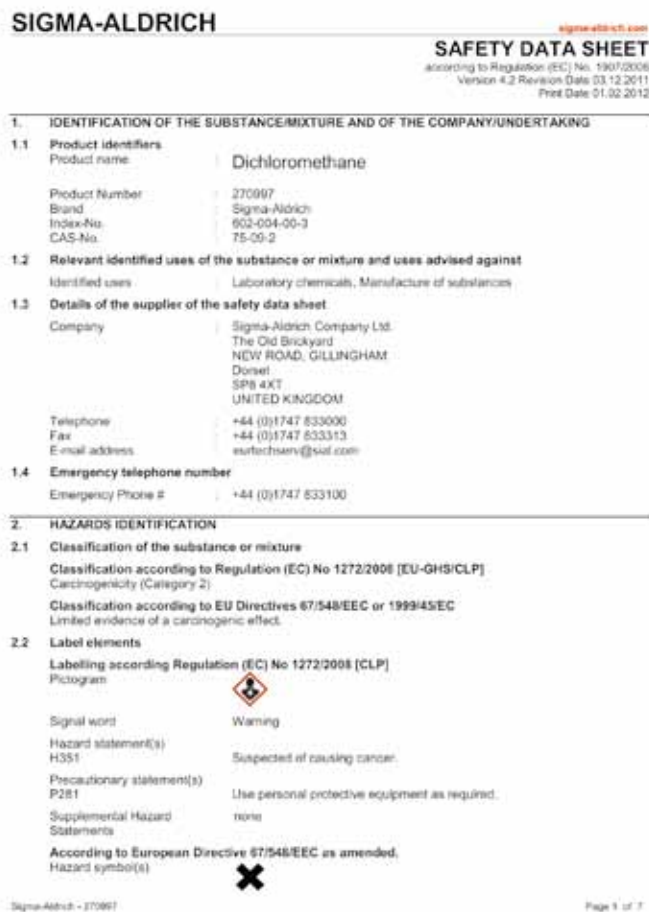 SIGMA-ALDRICH
sigma-aldrich.com
SAFETY DATA SHEET
according to Regulation (EC) No. 1907/2006
Version 4.2 Revision Date 03.12.2011
Print Date 01.02.2012
1. IDENTIFICATION OF THE SUBSTANCE/MIXTURE AND OF THE COMPANY/UNDERTAKING
1.1 Product identifiers
Product name : Dichloromethane
Product Number : 270997
Brand : Sigma-Aldrich
Index-No. : 602-004-00-3
CAS-No. : 75-09-2
1.2 Relevant identified uses of the substance or mixture and uses advised against
Identified uses : Laboratory chemicals, Manufacture of substances
1.3 Details of the supplier of the safety data sheet
Company : Sigma-Aldrich Company Ltd.
The Old Brickyard
NEW ROAD, GILLINGHAM
Dorset
SP8 4XT
UNITED KINGDOM
Telephone : +44 (0)1747 833000
Fax : +44 (0)1747 833313
E-mail address : eurtechserv@sial.com
1.4 Emergency telephone number
Emergency Phone # : +44 (0)1747 833100
2. HAZARDS IDENTIFICATION
2.1 Classification of the substance or mixture
Classification according to Regulation (EC) No 1272/2008 [EU-GHS/CLP]
Carcinogenicity (Category 2)
Classification according to EU Directives 67/548/EEC or 1999/45/EC
Limited evidence of a carcinogenic effect.
2.2 Label elements
Labelling according Regulation (EC) No 1272/2008 [CLP]
Pictogram
Signal word Warning
Hazard statement(s)
H351 Suspected of causing cancer.
Precautionary statement(s)
P281 Use personal protective equipment as required.
Supplemental Hazard none
Statements
According to European Directive 67/548/EEC as amended.
Hazard symbol(s)
Sigma-Aldrich - 270997 Page 1 of 7